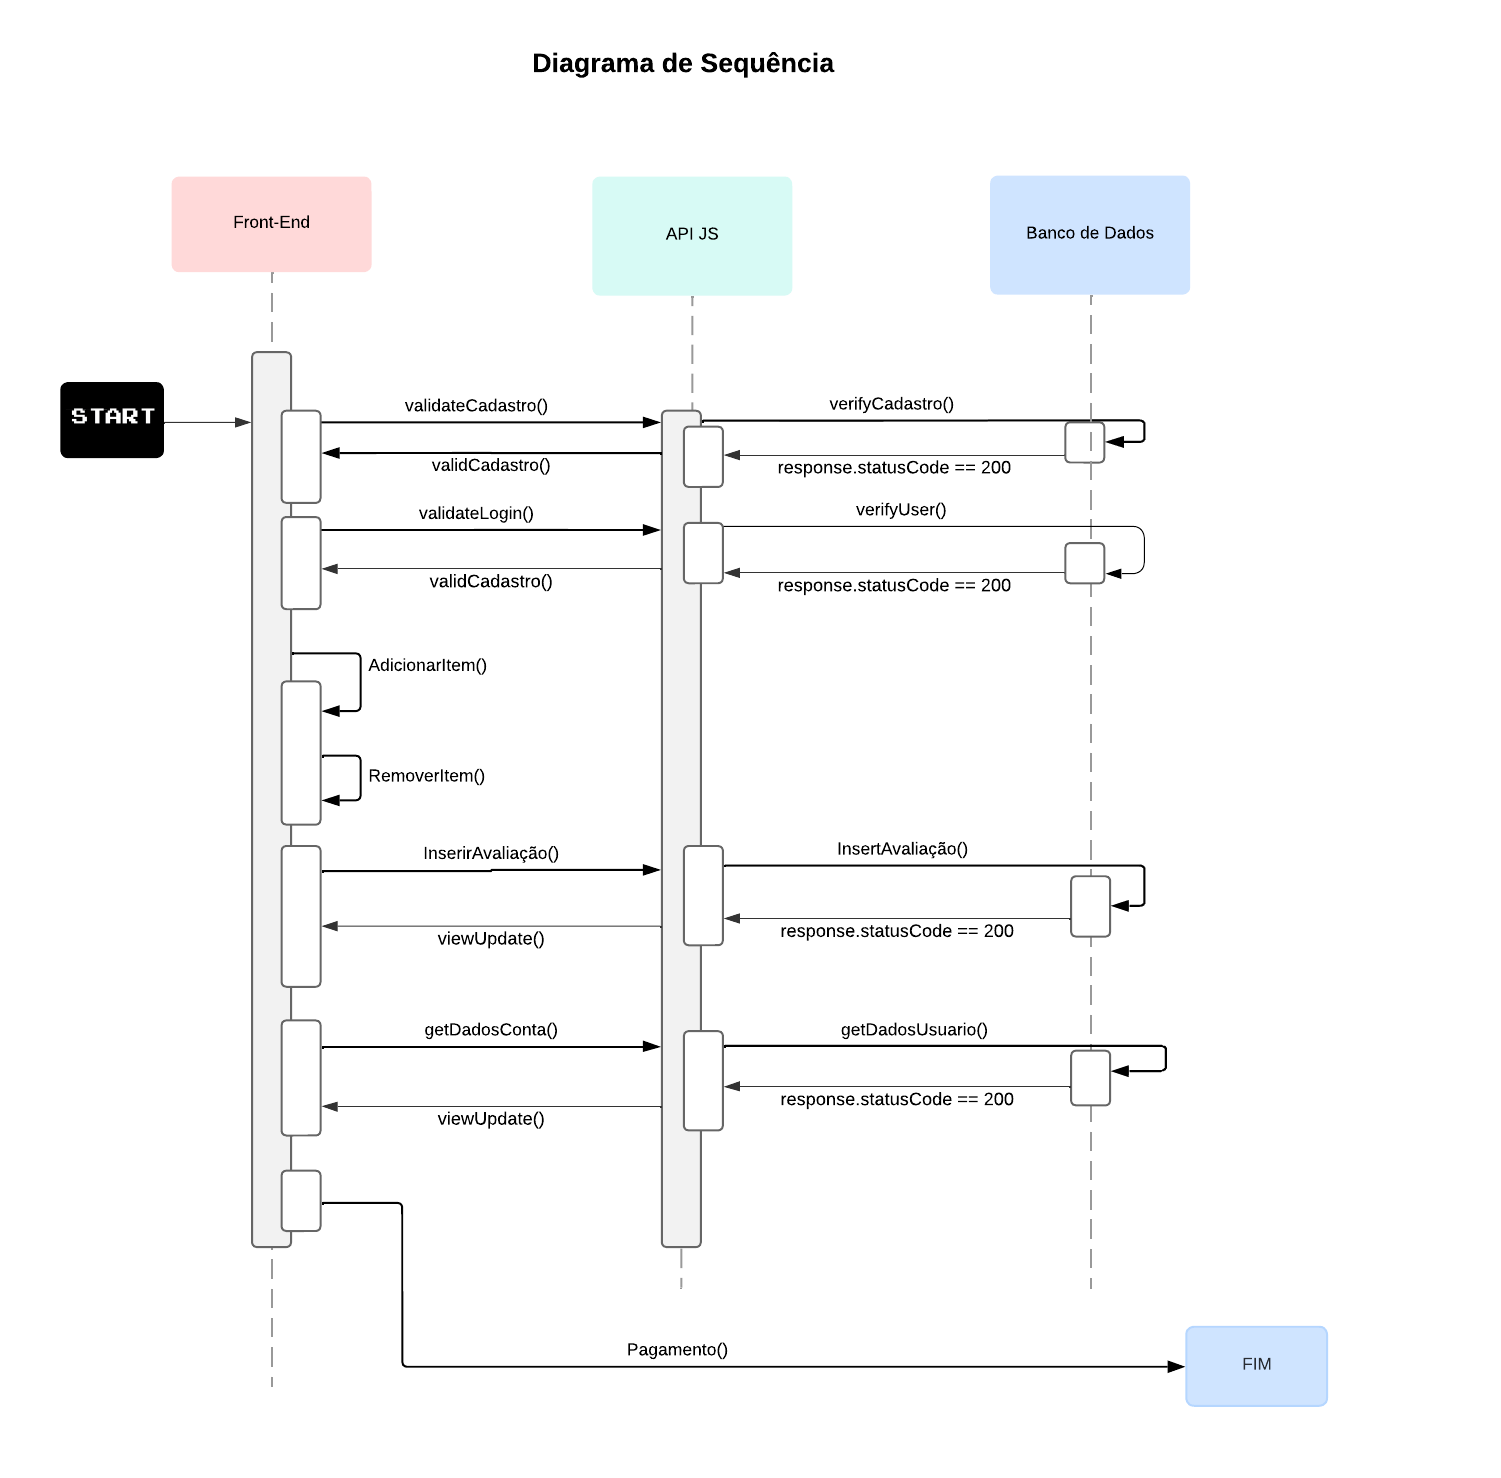 Diagrama de Sequência
Front-End
API JS
Banco de Dados
START
validateCadastro()
verifyCadastro()
validCadastro()
response.statusCode == 200
validateLogin()
verifyUser()
validCadastro()
response.statusCode == 200
AdicionarItem()
RemoverItem()
InserirAvaliação()
InsertAvaliação()
viewUpdate()
response.statusCode == 200
getDadosConta()
getDadosUsuario()
viewUpdate()
response.statusCode == 200
Pagamento()
FIM